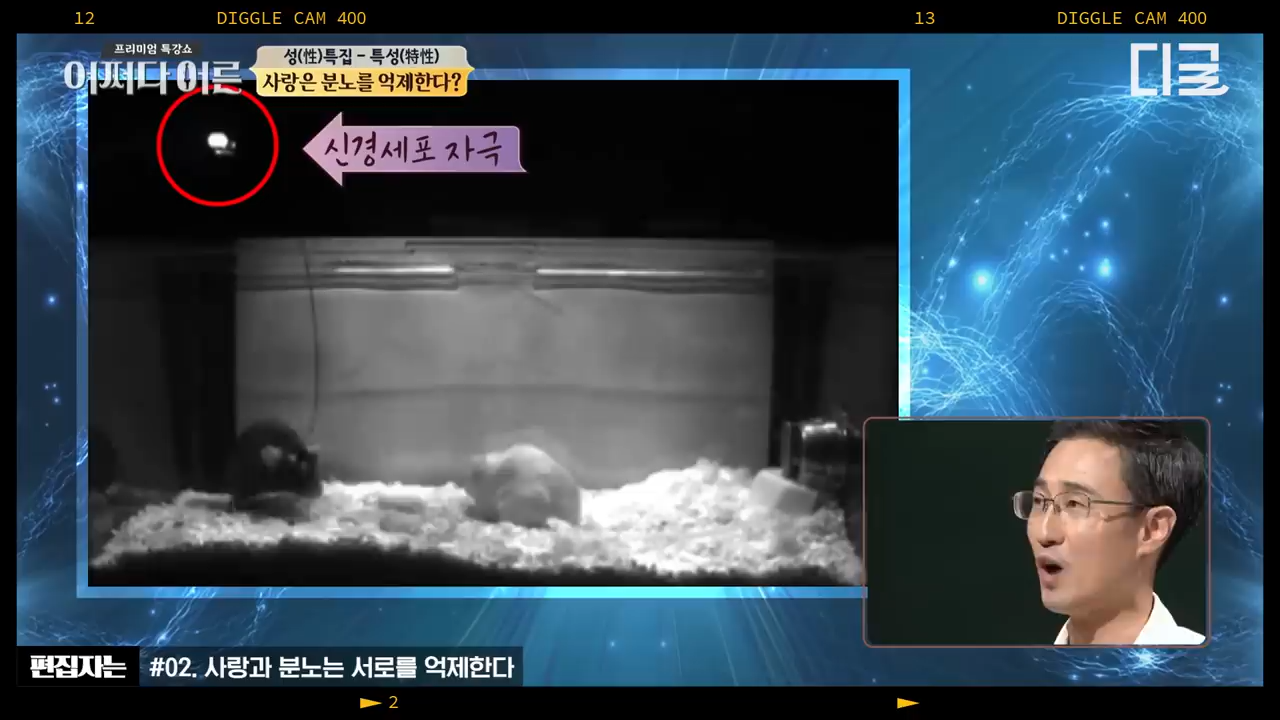 12
DIGGLE CAM 400
13
DIGGLE CAM 400
프리미엄 특강쇼
어쩌다 어른
성(性)특집 - 특성(特性)
사랑은 분노를 억제한다?
디글
신경세포 자극
편집자는
#02. 사랑과 분노는 서로를 억제한다
2